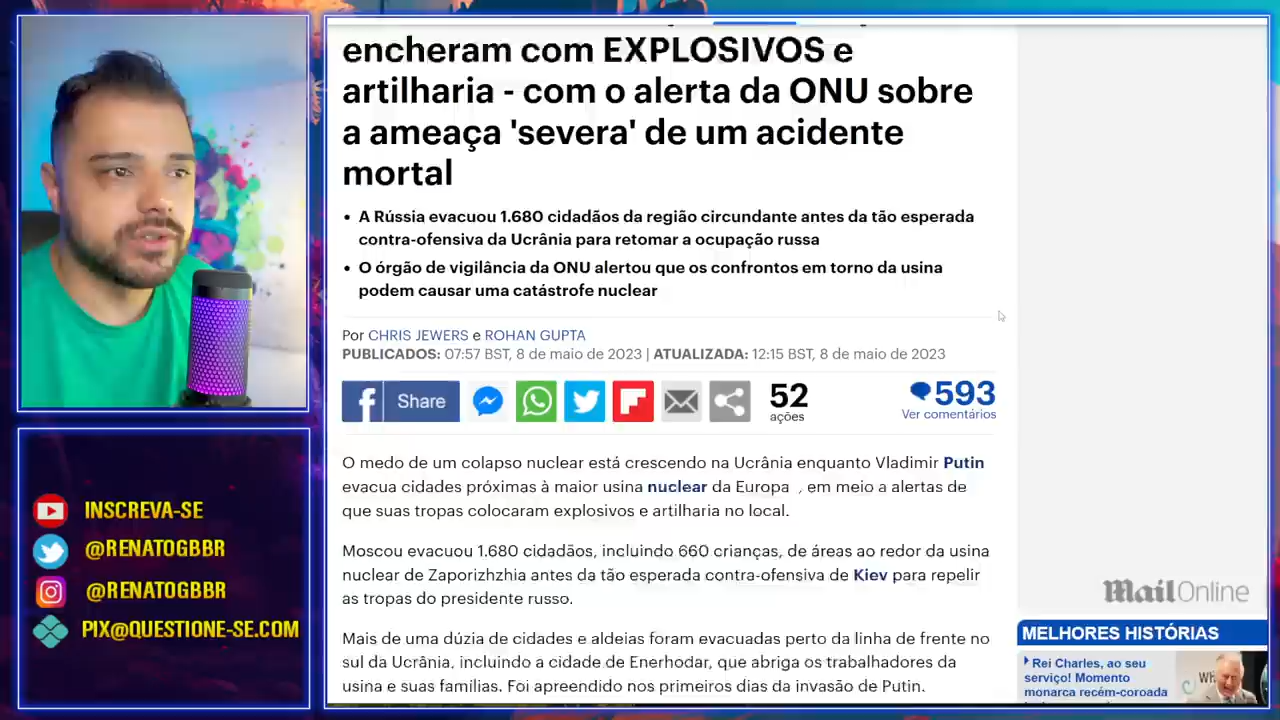 encheram com EXPLOSIVOS e
artilharia - com o alerta da ONU sobre
a ameaça 'severa' de um acidente
mortal
• A Rússia evacuou 1.680 cidadãos da região circundante antes da tão esperada
contra-ofensiva da Ucrânia para retomar a ocupação russa
• O órgão de vigilância da ONU alertou que os confrontos em torno da usina
podem causar uma catástrofe nuclear
Por CHRIS JEWERS e ROHAN GUPTA
PUBLICADOS: 07:57 BST, 8 de maio de 2023 | ATUALIZADA: 12:15 BST, 8 de maio de 2023
Share
52
ações
593
Ver comentários
O medo de um colapso nuclear está crescendo na Ucrânia enquanto Vladimir Putin
evacua cidades próximas à maior usina nuclear da Europa , em meio a alertas de
que suas tropas colocaram explosivos e artilharia no local.
Moscou evacuou 1.680 cidadãos, incluindo 660 crianças, de áreas ao redor da usina
nuclear de Zaporizhzhia antes da tão esperada contra-ofensiva de Kiev para repelir
as tropas do presidente russo.
Mais de uma dúzia de cidades e aldeias foram evacuadas perto da linha de frente no
sul da Ucrânia, incluindo a cidade de Enerhodar, que abriga os trabalhadores da
usina e suas famílias. Foi apreendido nos primeiros dias da invasão de Putin.
MailOnline
MELHORES HISTÓRIAS
Rei Charles, ao seu
serviço! Momento
monarca recém-coroada
INSCREVA-SE
@RENATOGBBR
@RENATOGBBR
PIX@QUESTIONE-SE.COM